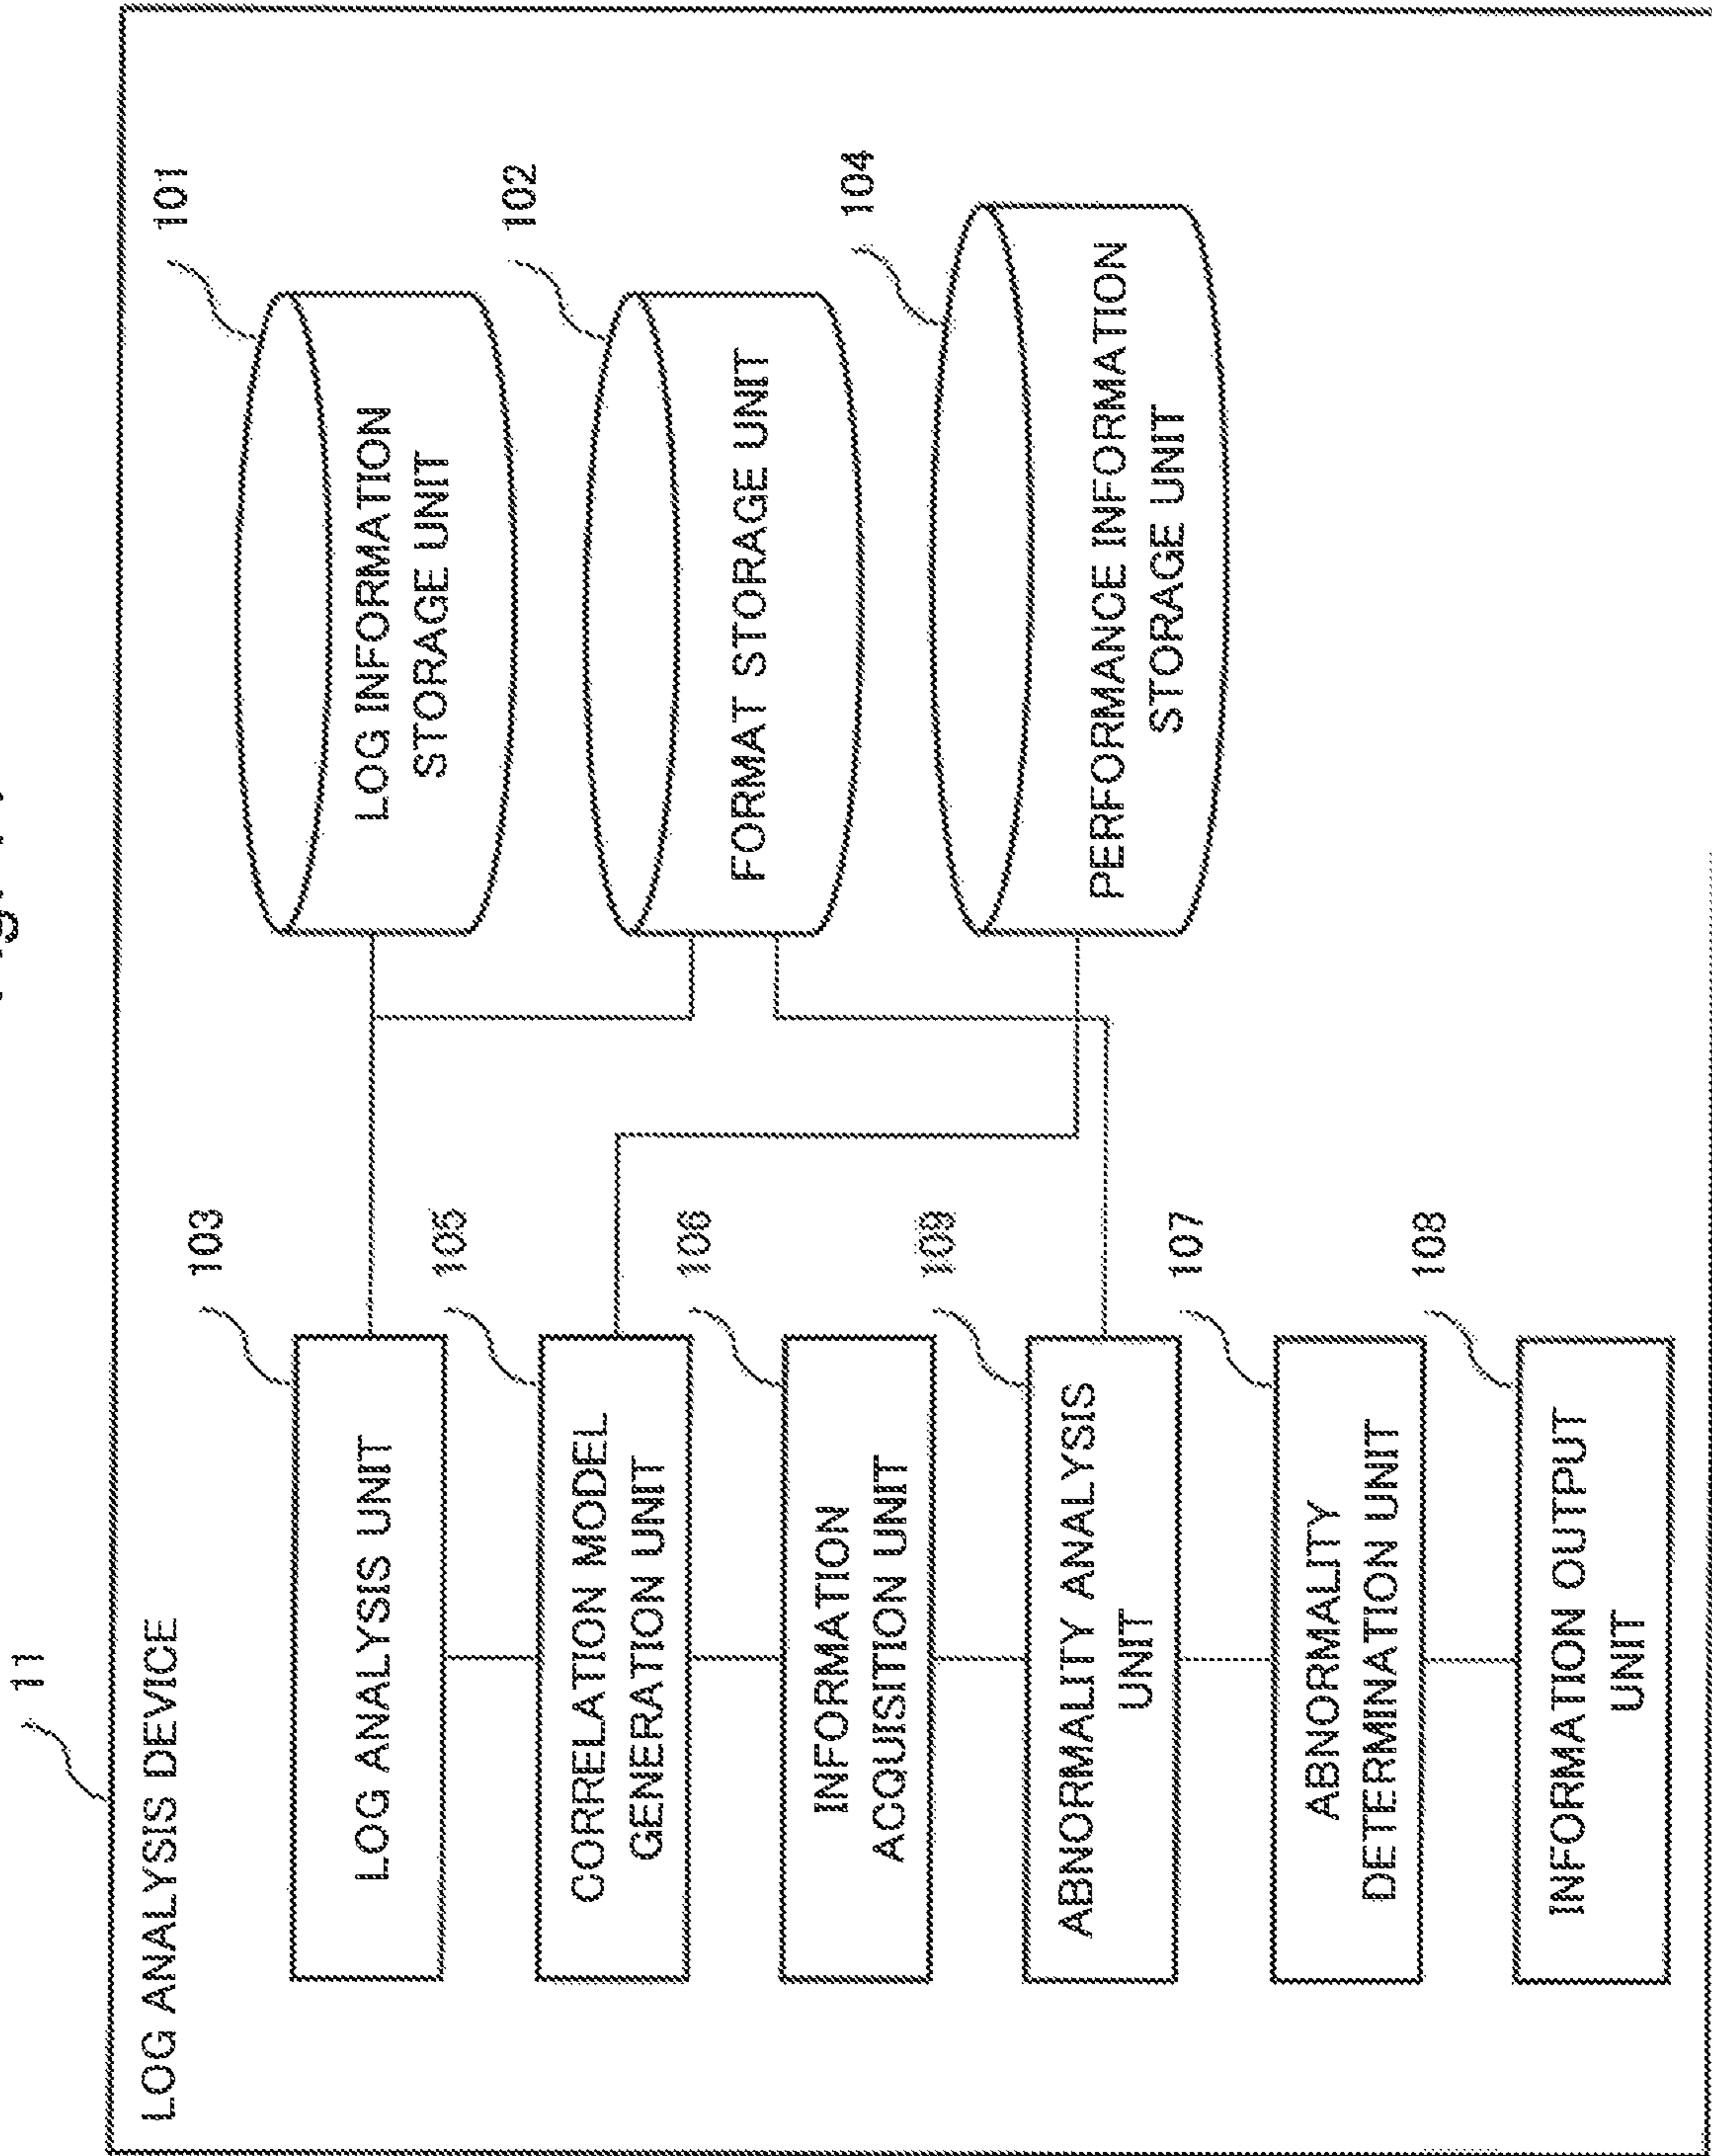 11
LOG ANALYSIS DEVICE
103
LOG ANALYSIS UNIT
105
CORRELATION MODEL
GENERATION UNIT
106
INFORMATION
ACQUISITION UNIT
109
ABNORMALITY ANALYSIS
UNIT
107
ABNORMALITY
DETERMINATION UNIT
108
INFORMATION OUTPUT
UNIT
101
LOG INFORMATION
STORAGE UNIT
102
FORMAT STORAGE UNIT
104
PERFORMANCE INFORMATION
STORAGE UNIT